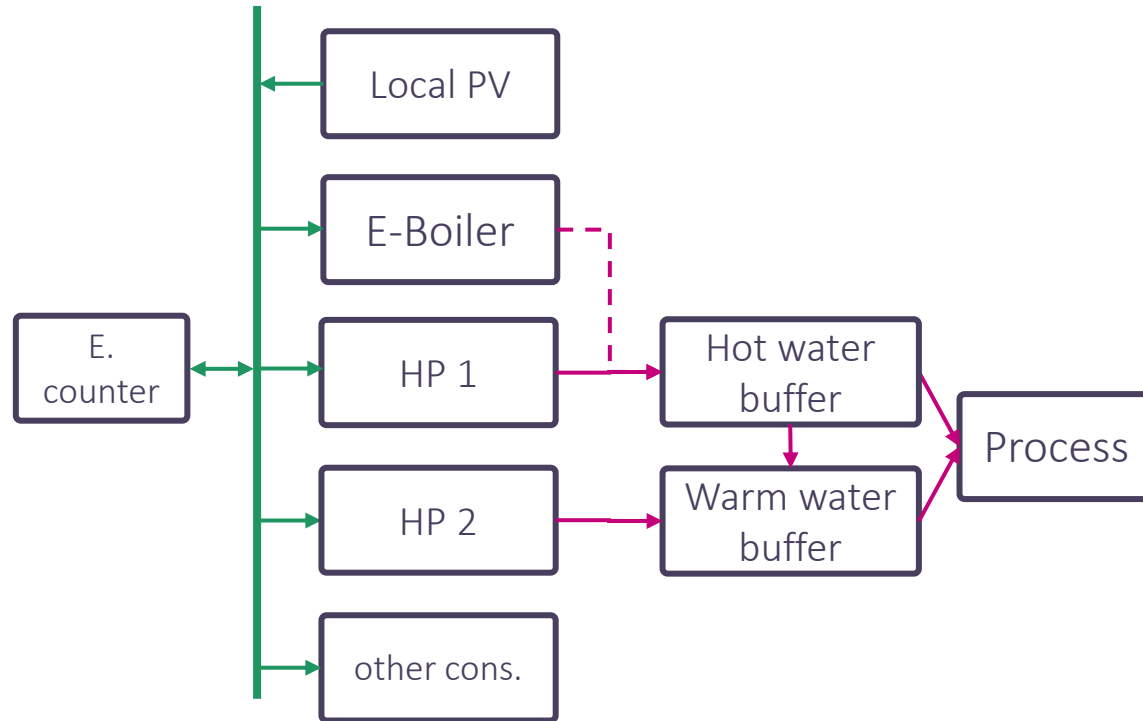 Local PV
E-Boiler
E.
counter
HP 1
Hot water
buffer
Process
HP 2
Warm water
buffer
other cons.